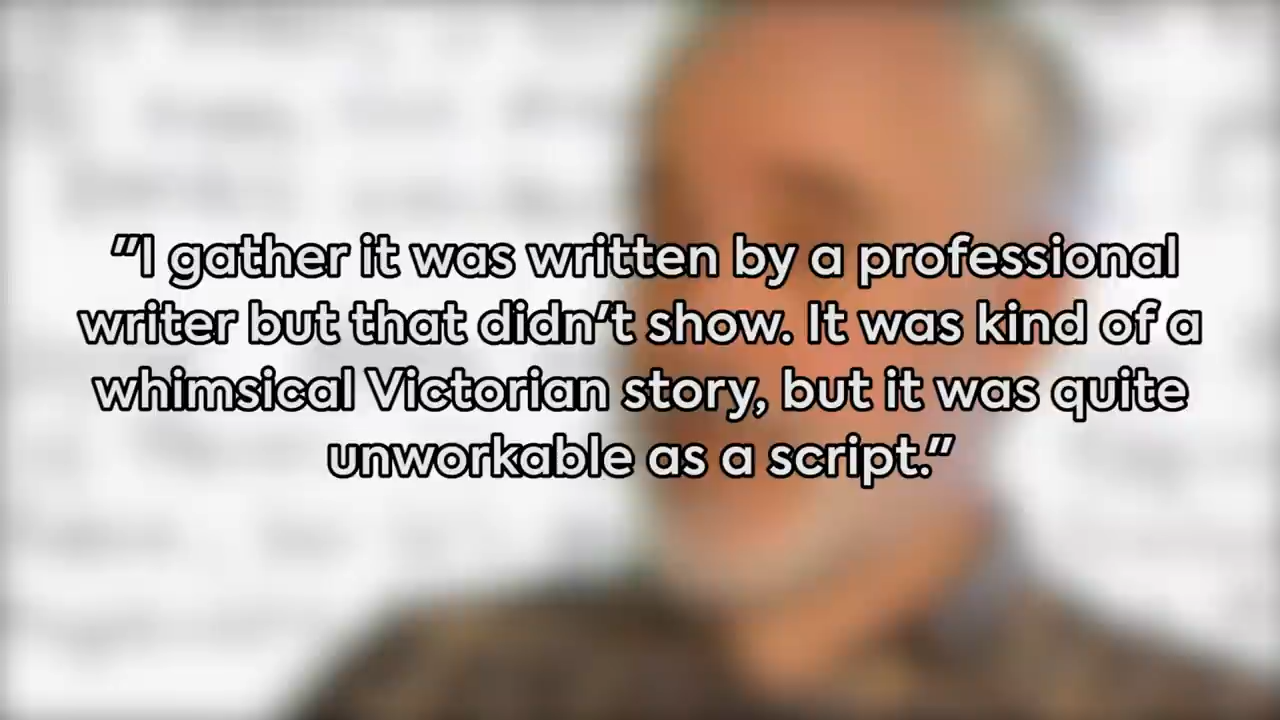 "I gather it was written by a professional
writer but that didn't show. It was kind of a
whimsical Victorian story, but it was quite
unworkable as a script."